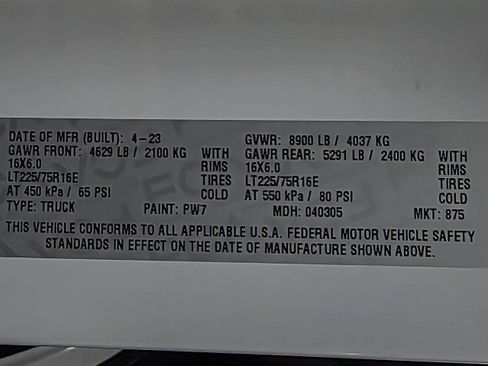 DATE OF MFR (BUILT): 4-23 GVWR: 8900 LB / 4037 KG
GAWR FRONT: 4629 LB / 2100 KG WITH GAWR REAR: 5291 LB / 2400 KG WITH
16X6.0 RIMS 16X6.0 RIMS
LT225/75R16E TIRES LT225/75R16E TIRES
AT 450 kPa / 65 PSI COLD AT 550 kPa / 80 PSI COLD
TYPE: TRUCK PAINT: PW7 MDH: 040305 MKT: 875
THIS VEHICLE CONFORMS TO ALL APPLICABLE U.S.A. FEDERAL MOTOR VEHICLE SAFETY
STANDARDS IN EFFECT ON THE DATE OF MANUFACTURE SHOWN ABOVE.